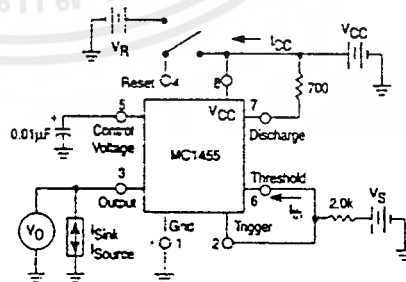 VR
VCC
ICC
Reset 4
8
5
VCC
7
700
0.01μF
Control
Voltage
Discharge
MC1455
3
Threshold
Output
6
VS
VO
ISink
ISource
Gnd
1
Trigger
2
2.0k